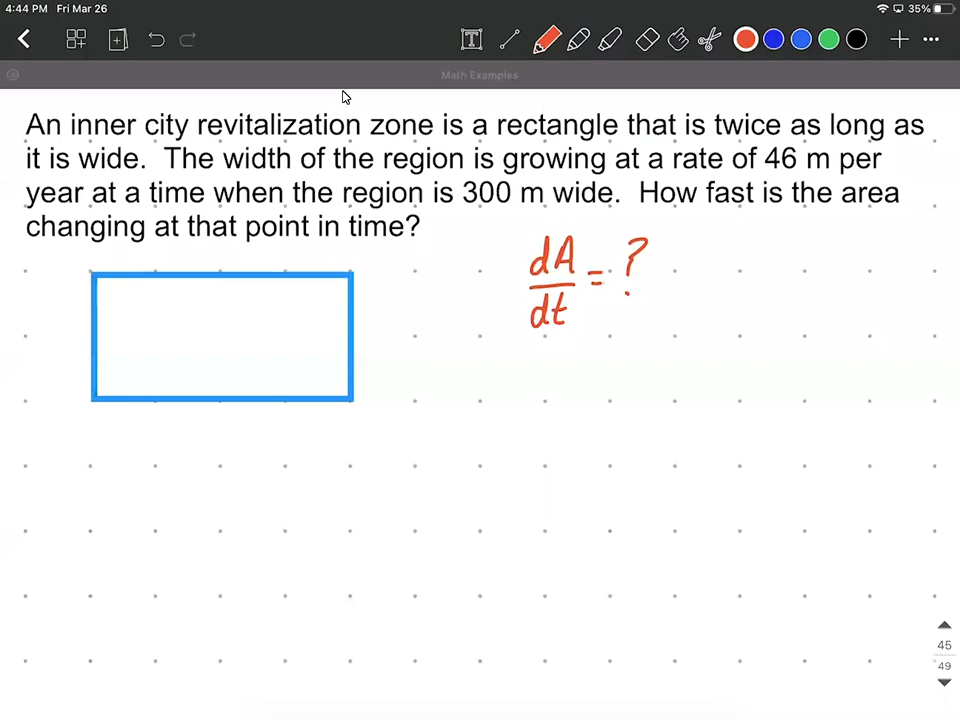 4:44 PM Fri Mar 26
35%
Math Examples
An inner city revitalization zone is a rectangle that is twice as long as
it is wide. The width of the region is growing at a rate of 46 m per
year at a time when the region is 300 m wide. How fast is the area
changing at that point in time?
dA
dt
= ?
45
49